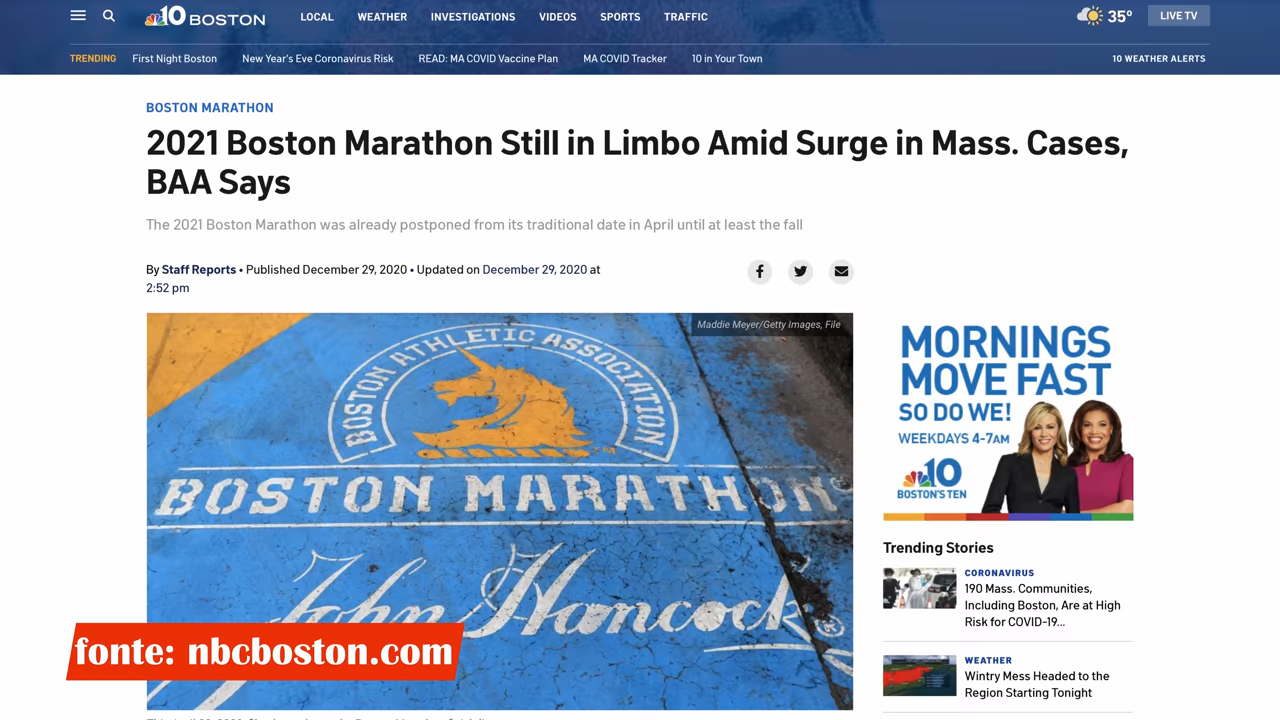 10 BOSTON
LOCAL
WEATHER
INVESTIGATIONS
VIDEOS
SPORTS
TRAFFIC
35º
LIVE TV
TRENDING
First Night Boston
New Year's Eve Coronavirus Risk
READ: MA COVID Vaccine Plan
MA COVID Tracker
10 in Your Town
10 WEATHER ALERTS
BOSTON MARATHON
2021 Boston Marathon Still in Limbo Amid Surge in Mass. Cases,
BAA Says
The 2021 Boston Marathon was already postponed from its traditional date in April until at least the fall
By Staff Reports • Published December 29, 2020 • Updated on December 29, 2020 at
2:52 pm
Maddie Meyer/Getty Images, File
BOSTON ATHLETIC ASSOCIATION
BOSTON MARATHON
John Hancock
fonte: nbcboston.com
MORNINGS
MOVE FAST
SO DO WE!
WEEKDAYS 4-7AM
10
BOSTON'S TEN
Trending Stories
CORONAVIRUS
190 Mass. Communities,
Including Boston, Are at High
Risk for COVID-19...
WEATHER
Wintry Mess Headed to the
Region Starting Tonight